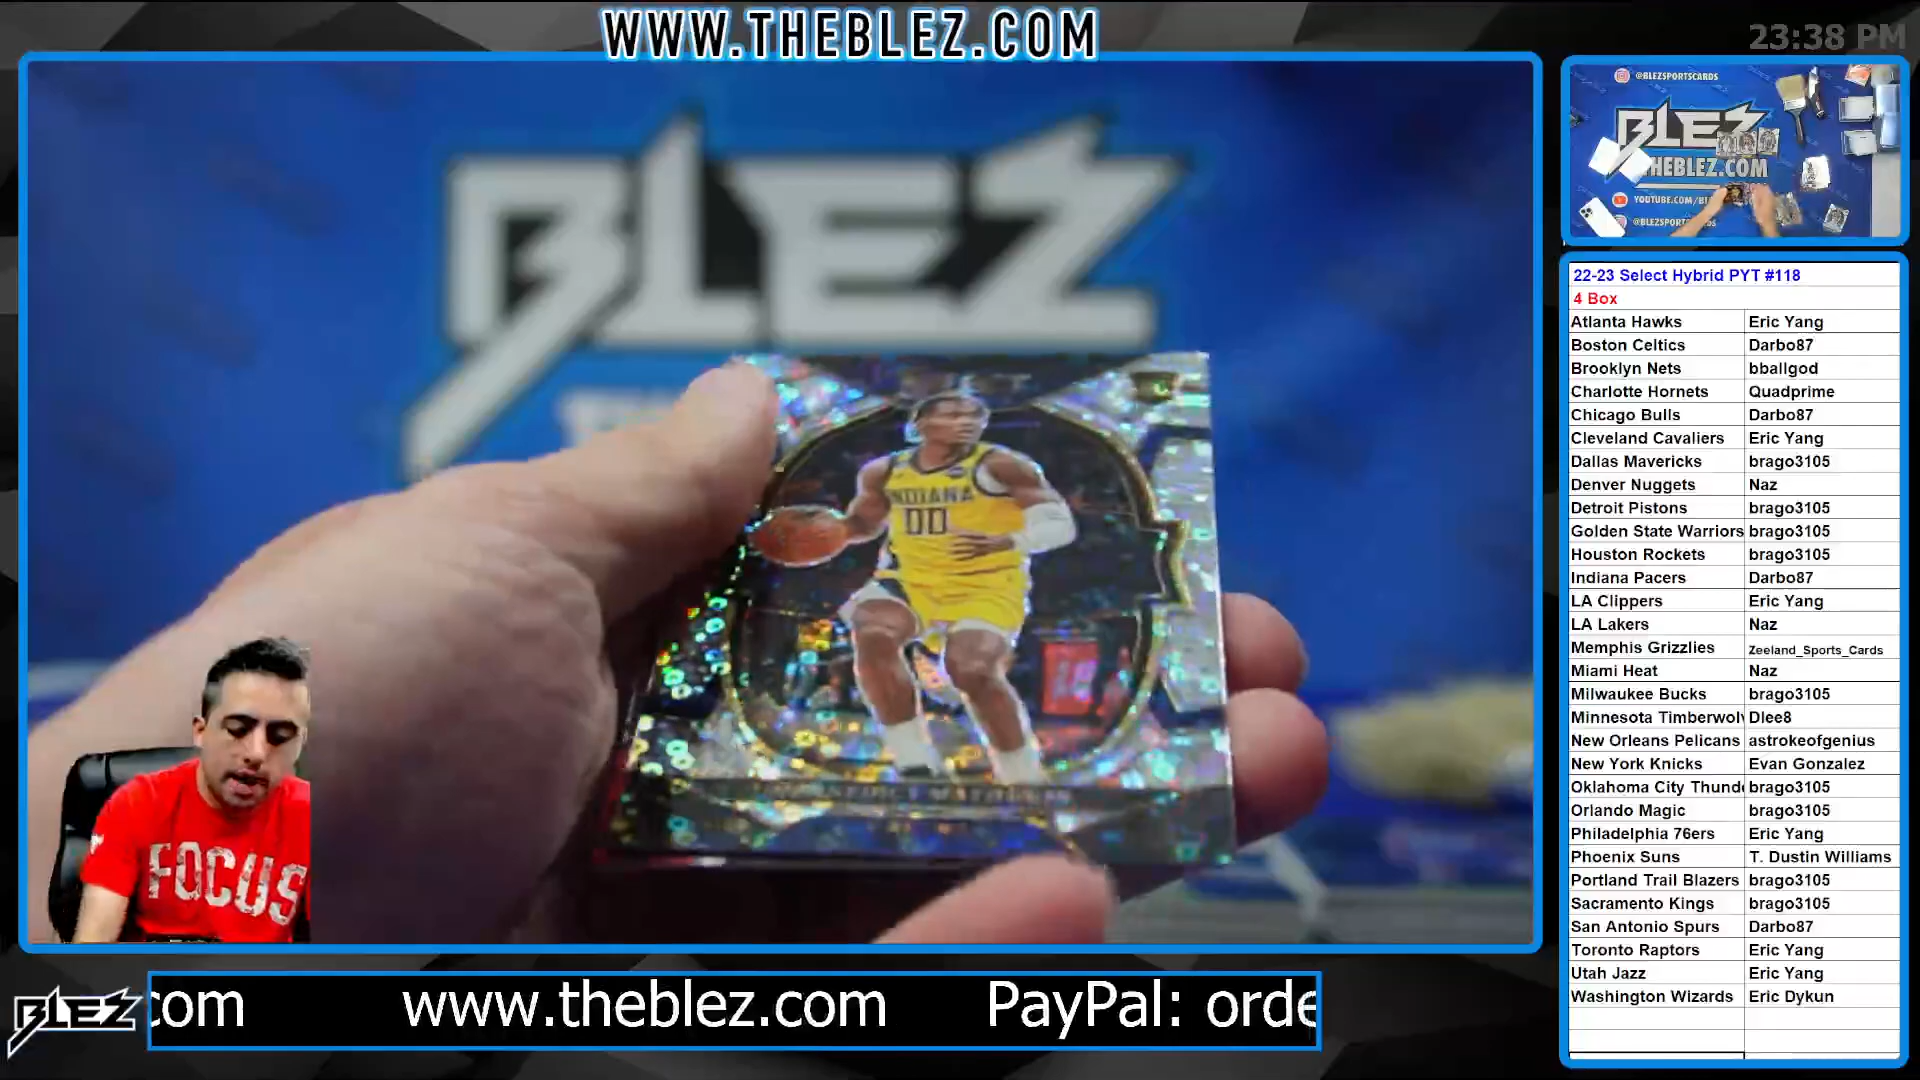 WWW.THEBLEZ.COM
23:38 PM
BLEZ
INDIANA
00
FOCUS
@BLEZSPORTSCARDS
BLEZ
THEBLEZ.COM
YOUTUBE.COM/BL
22-23 Select Hybrid PYT #118
4 Box
Atlanta Hawks Eric Yang
Boston Celtics Darbo87
Brooklyn Nets bballgod
Charlotte Hornets Quadprime
Chicago Bulls Darbo87
Cleveland Cavaliers Eric Yang
Dallas Mavericks brago3105
Denver Nuggets Naz
Detroit Pistons brago3105
Golden State Warriors brago3105
Houston Rockets brago3105
Indiana Pacers Darbo87
LA Clippers Eric Yang
LA Lakers Naz
Memphis Grizzlies Zeeland_Sports_Cards
Miami Heat Naz
Milwaukee Bucks brago3105
Minnesota Timberwolv Dlee8
New Orleans Pelicans astrokeofgenius
New York Knicks Evan Gonzalez
Oklahoma City Thund brago3105
Orlando Magic brago3105
Philadelphia 76ers Eric Yang
Phoenix Suns T. Dustin Williams
Portland Trail Blazers brago3105
Sacramento Kings brago3105
San Antonio Spurs Darbo87
Toronto Raptors Eric Yang
Utah Jazz Eric Yang
Washington Wizards Eric Dykun
BLEZ
com www.theblez.com PayPal: orde